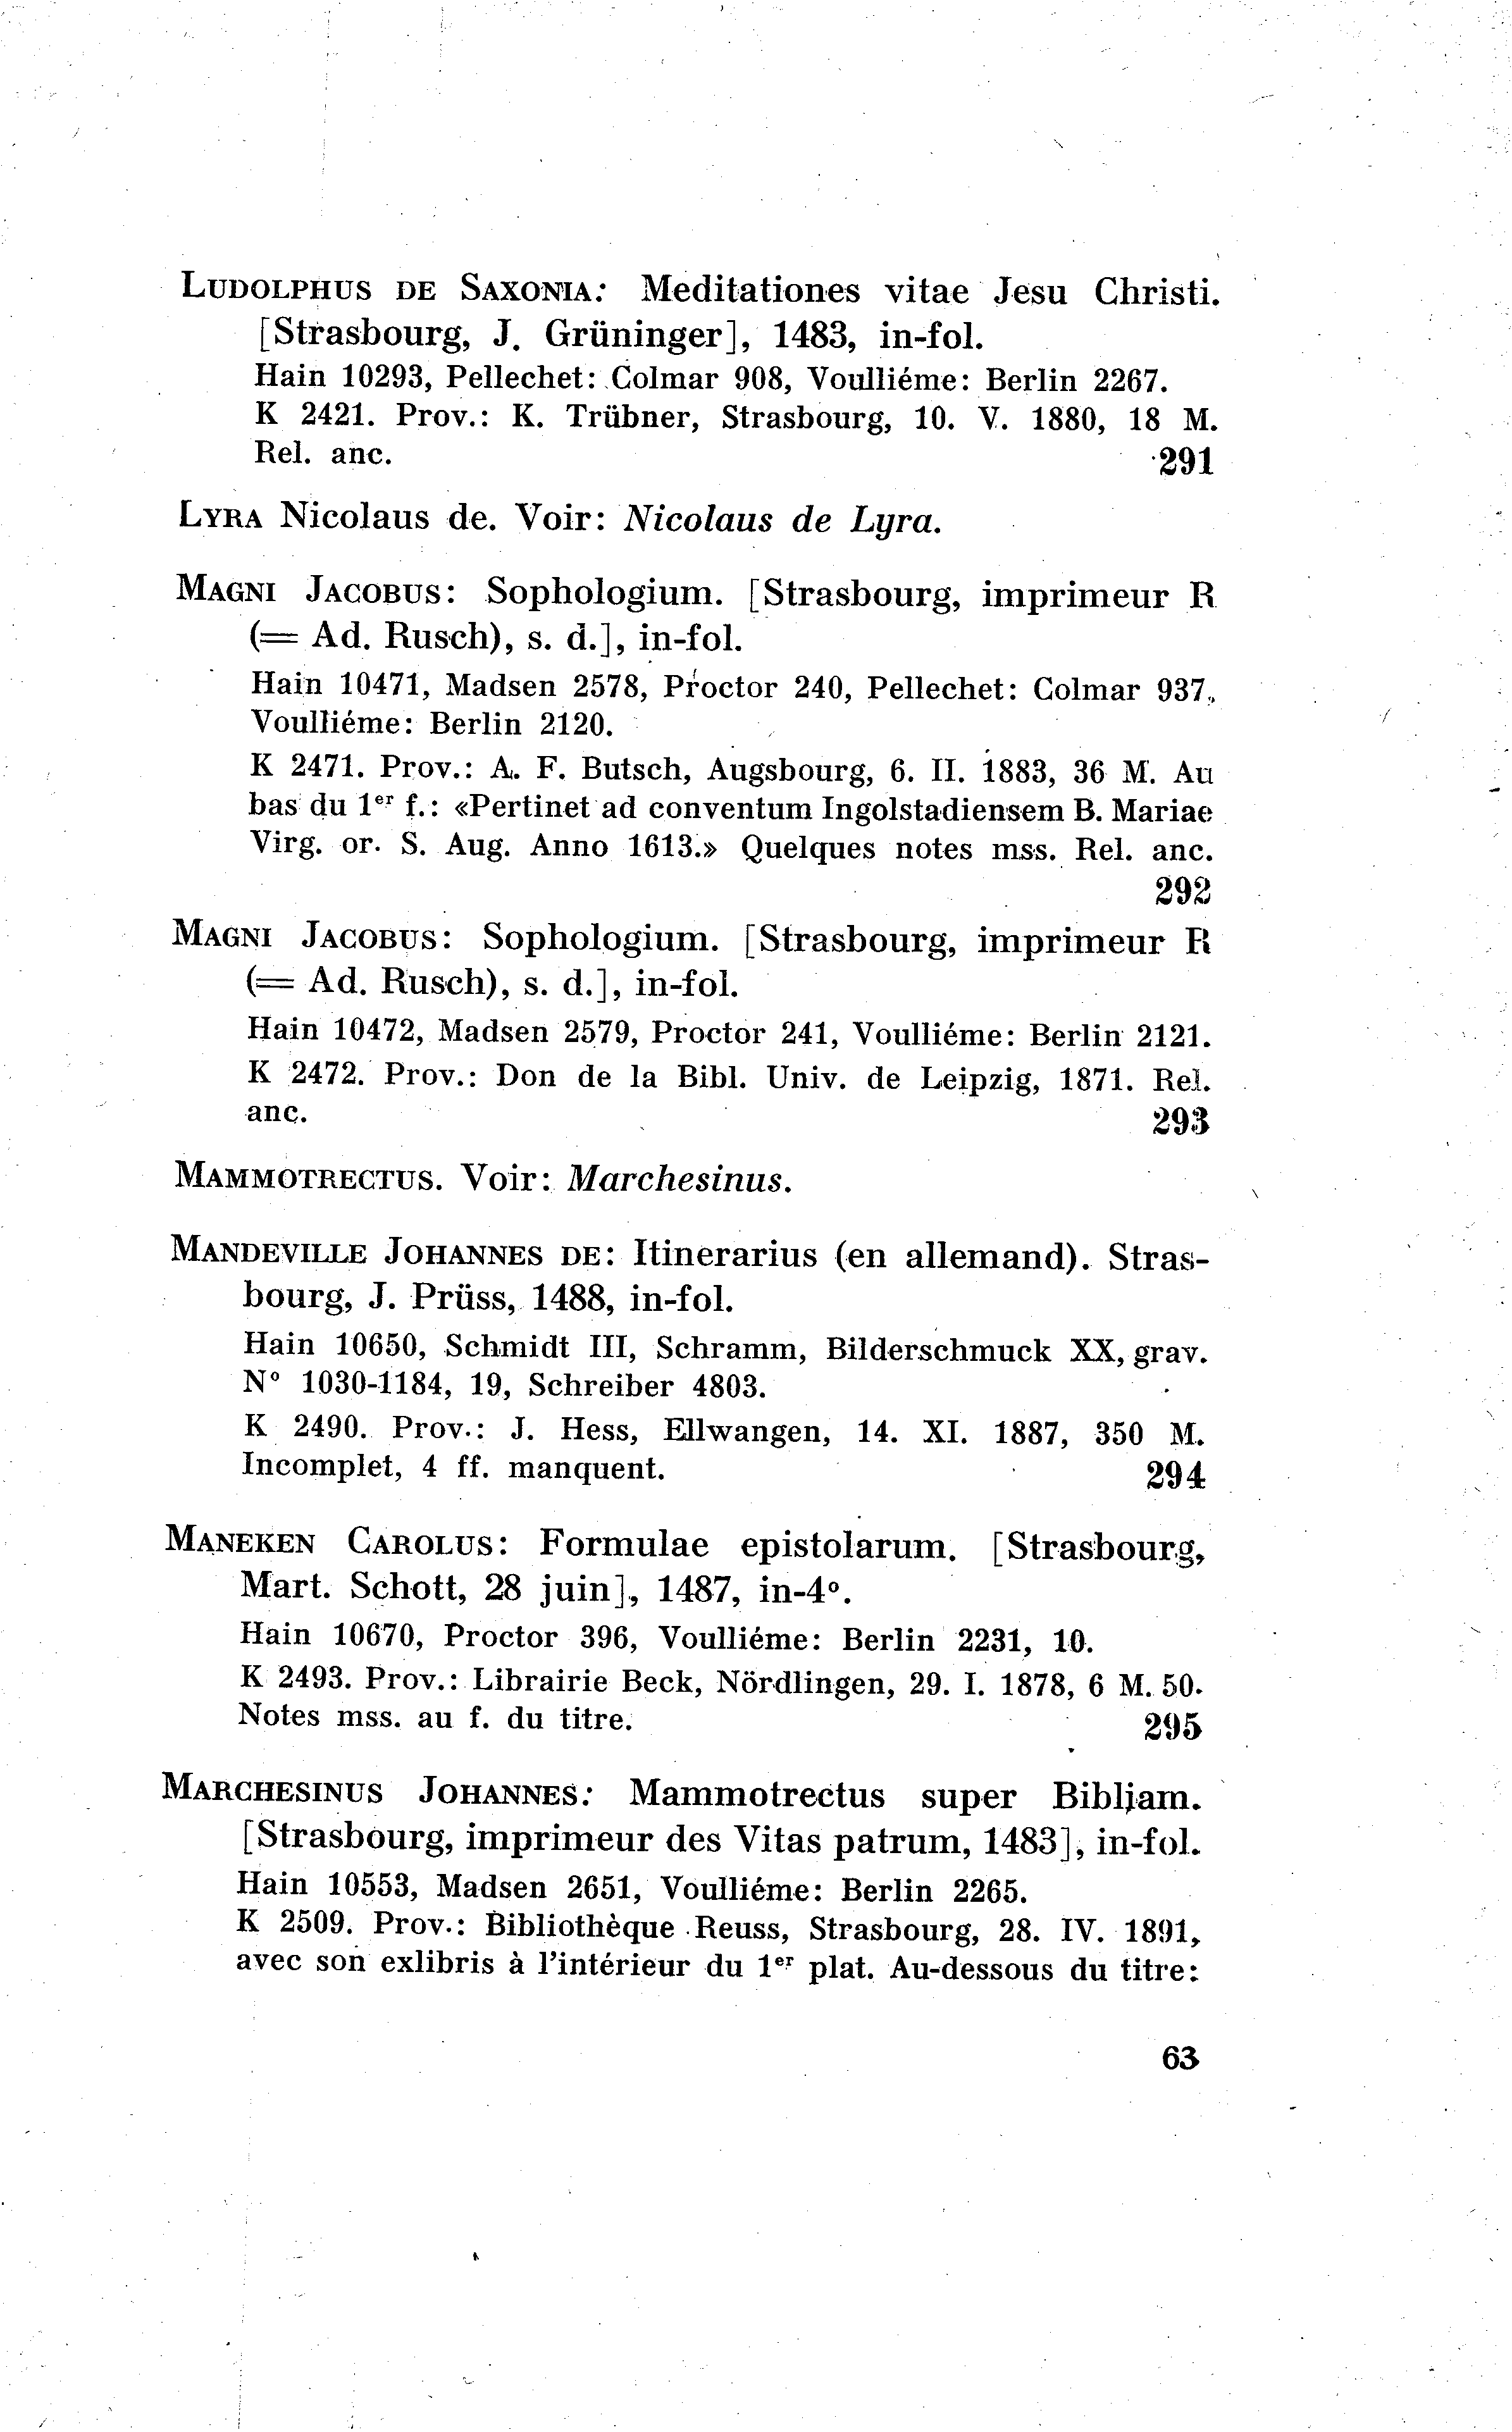 LUDOLPHUS DE SAXONIA: Meditationes vitae Jesu Christi.
[Strasbourg, J. Grüninger], 1483, in-fol.
Hain 10293, Pellechet: Colmar 908, Voulliéme: Berlin 2267.
K 2421. Prov.: K. Trübner, Strasbourg, 10. V. 1880, 18 M.
Rel. anc. 291
LYRA Nicolaus de. Voir: Nicolaus de Lyra.
MAGNI JACOBUS: Sophologium. [Strasbourg, imprimeur R
(= Ad. Rusch), s. d.], in-fol.
Hain 10471, Madsen 2578, Proctor 240, Pellechet: Colmar 937,
Voulliéme: Berlin 2120.
K 2471. Prov.: A. F. Butsch, Augsbourg, 6. II. 1883, 36 M. Au
bas du 1er f.: «Pertinet ad conventum Ingolstadiensem B. Mariae
Virg. or. S. Aug. Anno 1613.» Quelques notes mss. Rel. anc.
292
MAGNI JACOBUS: Sophologium. [Strasbourg, imprimeur R
(= Ad. Rusch), s. d.], in-fol.
Hain 10472, Madsen 2579, Proctor 241, Voulliéme: Berlin 2121.
K 2472. Prov.: Don de la Bibl. Univ. de Leipzig, 1871. Rel.
anc. 293
MAMMOTRECTUS. Voir: Marchesinus.
MANDEVILLE JOHANNES DE: Itinerarius (en allemand). Stras-
bourg, J. Prüss, 1488, in-fol.
Hain 10650, Schmidt III, Schramm, Bilderschmuck XX, grav.
N° 1030-1184, 19, Schreiber 4803.
K 2490. Prov.: J. Hess, Ellwangen, 14. XI. 1887, 350 M.
Incomplet, 4 ff. manquent. 294
MANEKEN CAROLUS: Formulae epistolarum. [Strasbourg,
Mart. Schott, 28 juin], 1487, in-4°.
Hain 10670, Proctor 396, Voulliéme: Berlin 2231, 10.
K 2493. Prov.: Librairie Beck, Nördlingen, 29. I. 1878, 6 M. 50.
Notes mss. au f. du titre. 295
MARCHESINUS JOHANNES: Mammotrectus super Bibliam.
[Strasbourg, imprimeur des Vitas patrum, 1483], in-fol.
Hain 10553, Madsen 2651, Voulliéme: Berlin 2265.
K 2509. Prov.: Bibliothèque Reuss, Strasbourg, 28. IV. 1891,
avec son exlibris à l'intérieur du 1er plat. Au-dessous du titre:
63